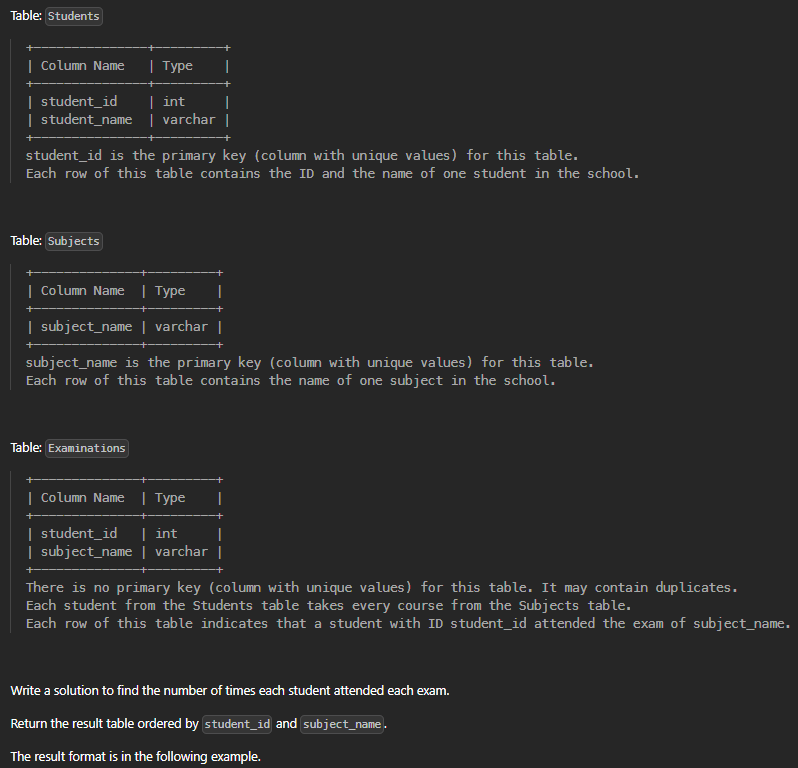 Table: Students
+---------------+---------+
| Column Name   | Type    |
+---------------+---------+
| student_id    | int     |
| student_name  | varchar |
+---------------+---------+
student_id is the primary key (column with unique values) for this table.
Each row of this table contains the ID and the name of one student in the school.
Table: Subjects
+--------------+---------+
| Column Name  | Type    |
+--------------+---------+
| subject_name | varchar |
+--------------+---------+
subject_name is the primary key (column with unique values) for this table.
Each row of this table contains the name of one subject in the school.
Table: Examinations
+--------------+---------+
| Column Name  | Type    |
+--------------+---------+
| student_id   | int     |
| subject_name | varchar |
+--------------+---------+
There is no primary key (column with unique values) for this table. It may contain duplicates.
Each student from the Students table takes every course from the Subjects table.
Each row of this table indicates that a student with ID student_id attended the exam of subject_name.
Write a solution to find the number of times each student attended each exam.
Return the result table ordered by student_id and subject_name.
The result format is in the following example.